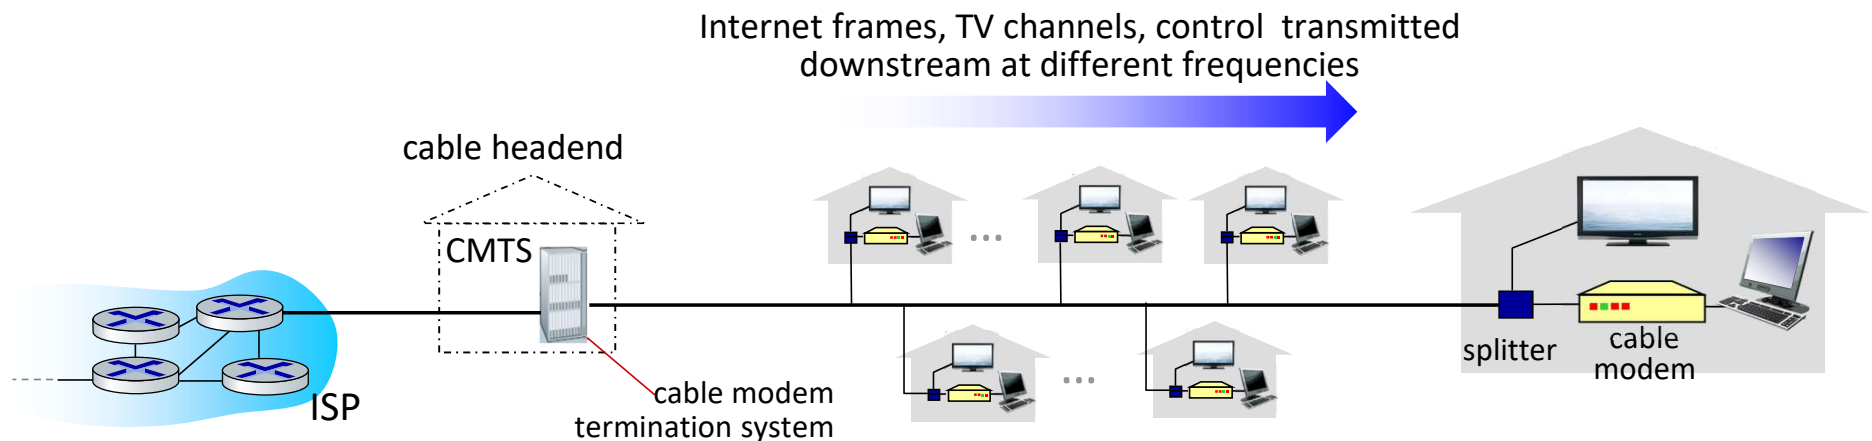 Internet frames, TV channels, control  transmitted
downstream at different frequencies
cable headend
CMTS
ISP
cable modem
termination system
splitter
cable
modem